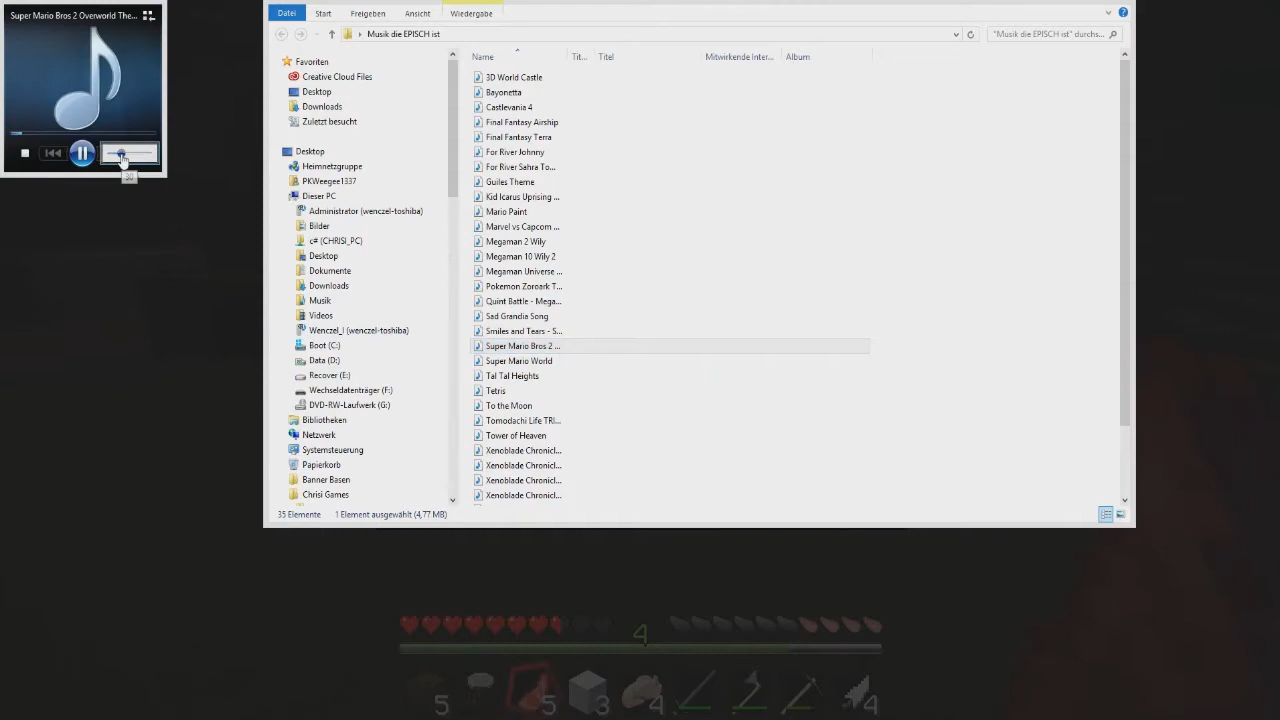 Super Mario Bros 2 Overworld The...
30
Datei
Start
Freigeben
Ansicht
Wiedergabe
Musik die EPISCH ist
"Musik die EPISCH ist" durchs...
Name
Tit...
Titel
Mitwirkende Inter...
Album
Favoriten
Creative Cloud Files
Desktop
Downloads
Zuletzt besucht
Desktop
Heimnetzgruppe
PKWeegee1337
Dieser PC
Administrator (wenczel-toshiba)
Bilder
c# (CHRISI_PC)
Desktop
Dokumente
Downloads
Musik
Videos
Wenczel_l (wenczel-toshiba)
Boot (C:)
Data (D:)
Recover (E:)
Wechseldatenträger (F:)
DVD-RW-Laufwerk (G:)
Bibliotheken
Netzwerk
Systemsteuerung
Papierkorb
Banner Basen
Chrisi Games
3D World Castle
Bayonetta
Castlevania 4
Final Fantasy Airship
Final Fantasy Terra
For River Johnny
For River Sahra To...
Guiles Theme
Kid Icarus Uprising ...
Mario Paint
Marvel vs Capcom ...
Megaman 2 Wily
Megaman 10 Wily 2
Megaman Universe ...
Pokemon Zoroark T...
Quint Battle - Mega...
Sad Grandia Song
Smiles and Tears - S...
Super Mario Bros 2 ...
Super Mario World
Tal Tal Heights
Tetris
To the Moon
Tomodachi Life TRI...
Tower of Heaven
Xenoblade Chronicl...
Xenoblade Chronicl...
Xenoblade Chronicl...
Xenoblade Chronicl...
35 Elemente
1 Element ausgewählt (4,77 MB)
4
5
5
3
4
4